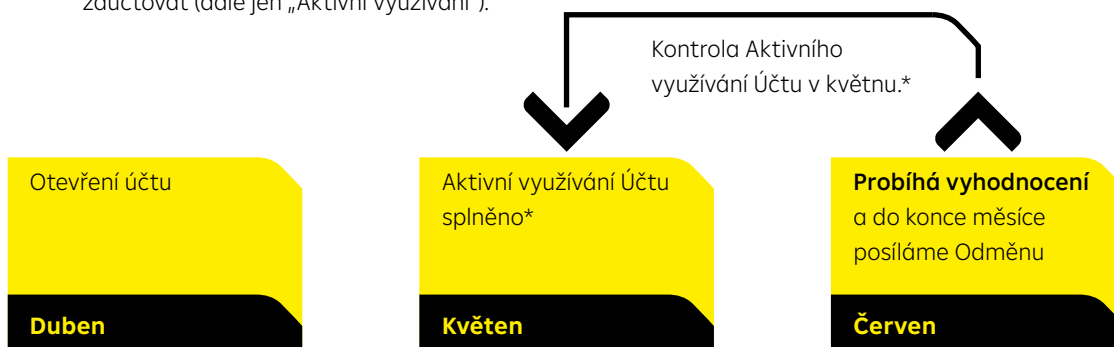 zaúčtovat (dále jen „Aktivní využívání").
Kontrola Aktivního
využívání Účtu v květnu.*
Otevření účtu
Duben
Aktivní využívání Účtu
splněno*
Květen
Probíhá vyhodnocení
a do konce měsíce
posíláme Odměnu
Červen